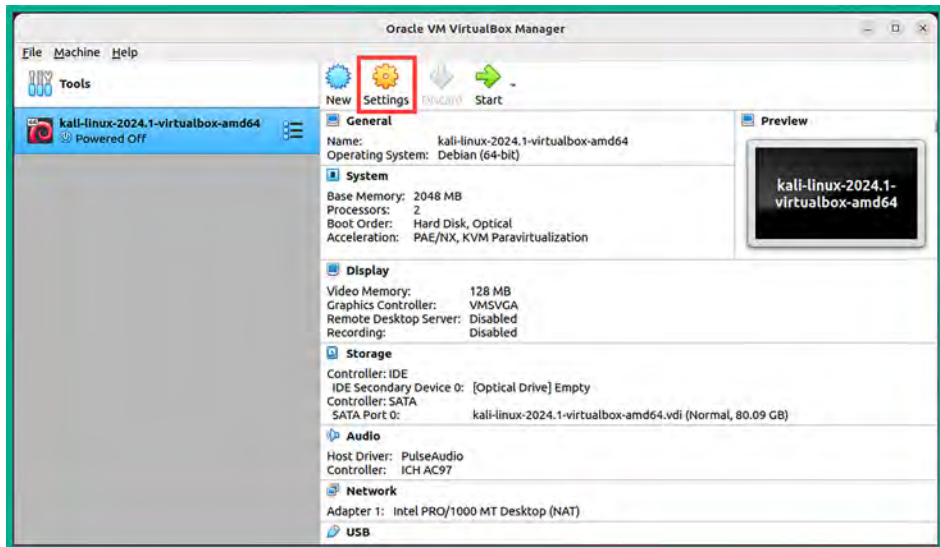 Oracle VM VirtualBox Manager
File Machine Help
Tools
New Settings Discard Start
kali-linux-2024.1-virtualbox-amd64
Powered Off
General
Name: kali-linux-2024.1-virtualbox-amd64
Operating System: Debian (64-bit)
System
Base Memory: 2048 MB
Processors: 2
Boot Order: Hard Disk, Optical
Acceleration: PAE/NX, KVM Paravirtualization
Preview
kali-linux-2024.1-
virtualbox-amd64
Display
Video Memory: 128 MB
Graphics Controller: VMSVGA
Remote Desktop Server: Disabled
Recording: Disabled
Storage
Controller: IDE
IDE Secondary Device 0: [Optical Drive] Empty
Controller: SATA
SATA Port 0: kali-linux-2024.1-virtualbox-amd64.vdi (Normal, 80.09 GB)
Audio
Host Driver: PulseAudio
Controller: ICH AC97
Network
Adapter 1: Intel PRO/1000 MT Desktop (NAT)
USB